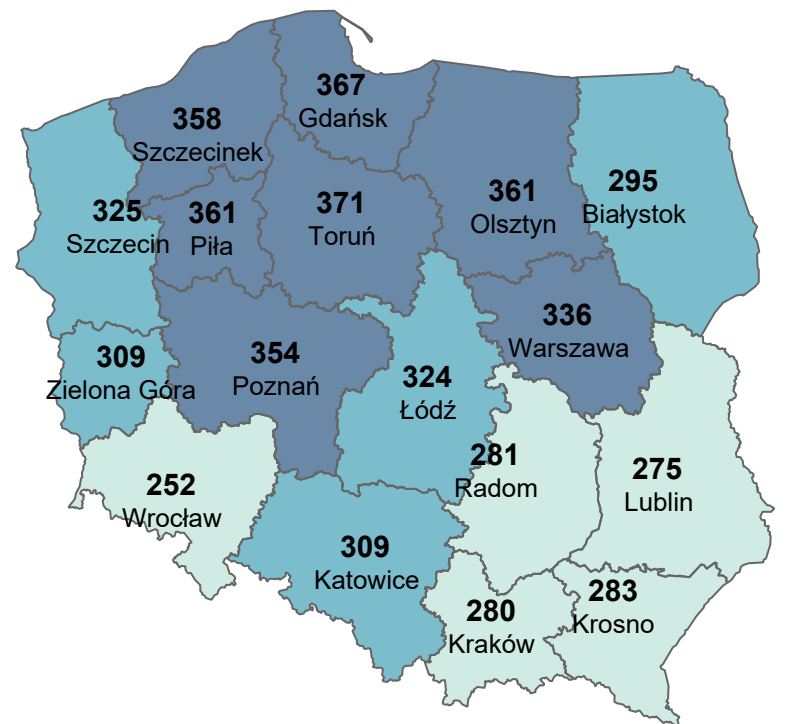 367
Gdańsk
358
Szczecinek
325
Szczecin
361
Piła
371
Toruń
361
Olsztyn
295
Białystok
309
Zielona Góra
354
Poznań
324
Łódź
336
Warszawa
252
Wrocław
281
Radom
275
Lublin
309
Katowice
280
Kraków
283
Krosno